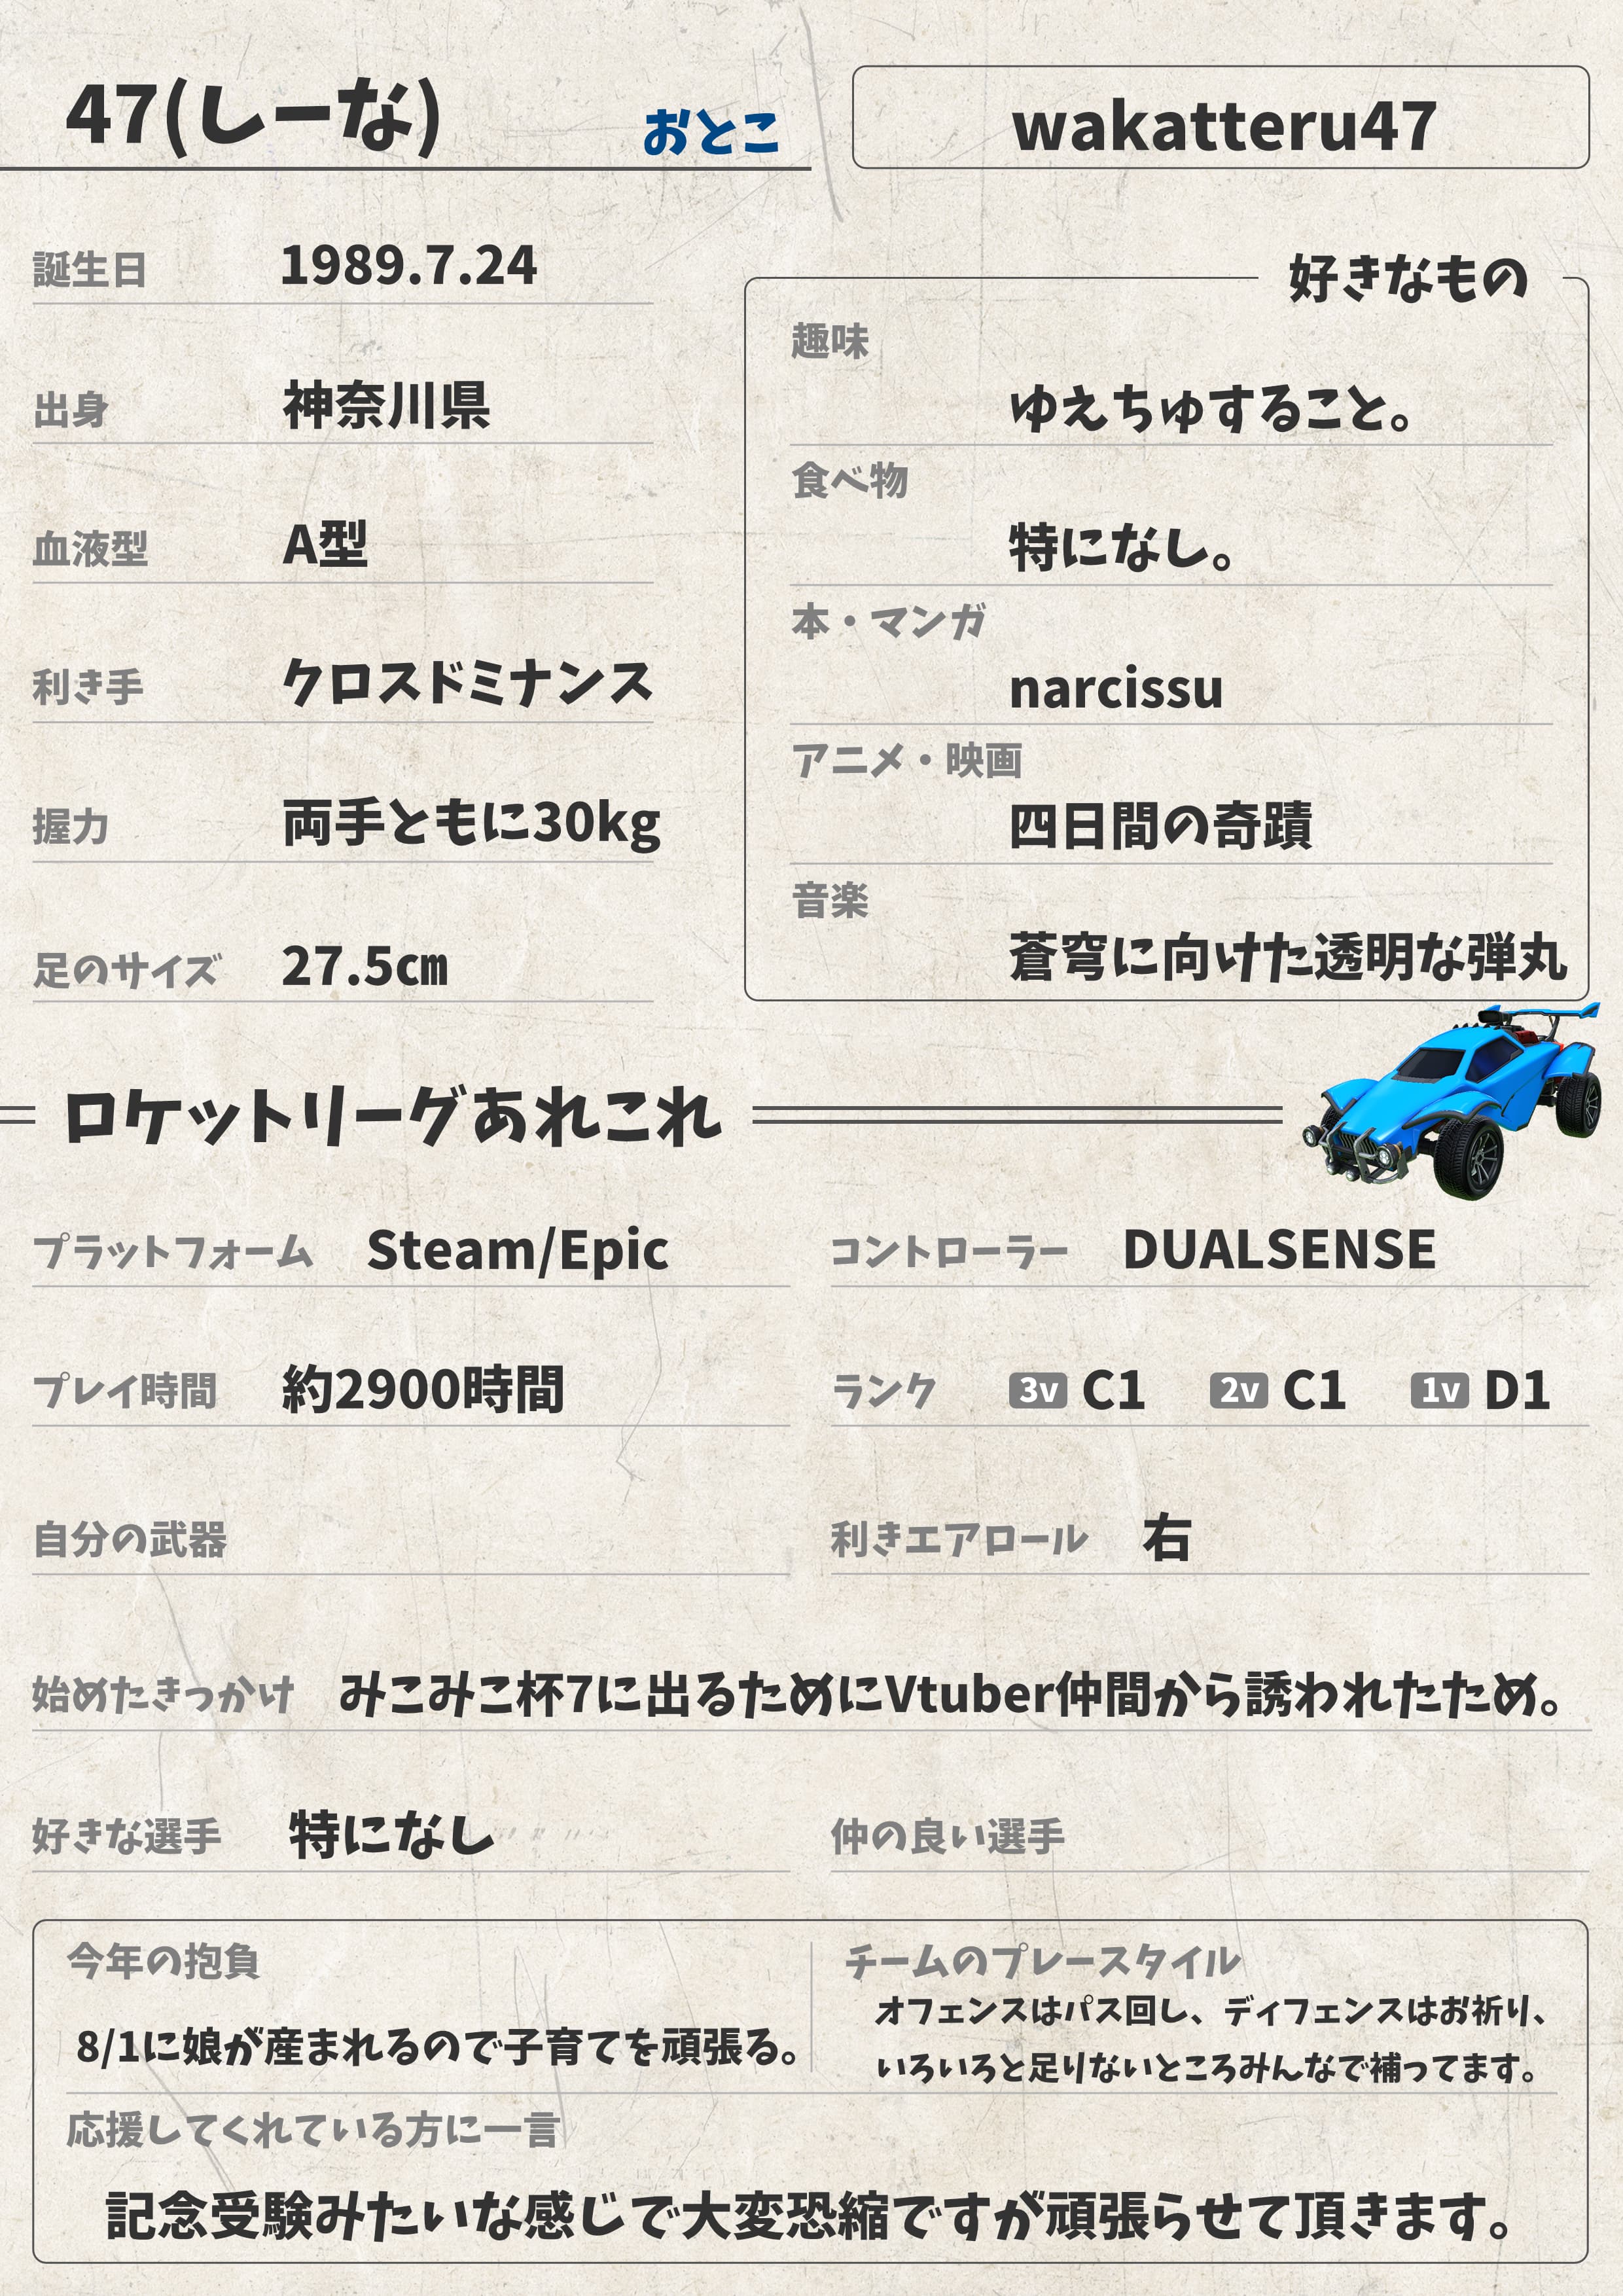 47(しーな) おとこ
wakatteru47
誕生日 1989.7.24
出身 神奈川県
血液型 A型
利き手 クロスドミナンス
握力 両手ともに30kg
足のサイズ 27.5㎝
好きなもの
趣味
ゆえちゅすること。
食べ物
特になし。
本・マンガ
narcissu
アニメ・映画
四日間の奇蹟
音楽
蒼穹に向けた透明な弾丸
ロケットリーグあれこれ
プラットフォーム Steam/Epic
コントローラー DUALSENSE
プレイ時間 約2900時間
ランク 3v C1 2v C1 1v D1
自分の武器
利きエアロール 右
始めたきっかけ みこみこ杯7に出るためにVtuber仲間から誘われたため。
好きな選手 特になし
仲の良い選手
今年の抱負
8/1に娘が産まれるので子育てを頑張る。
チームのプレースタイル
オフェンスはパス回し、ディフェンスはお祈り、
いろいろと足りないところみんなで補ってます。
応援してくれている方に一言
記念受験みたいな感じで大変恐縮ですが頑張らせて頂きます。